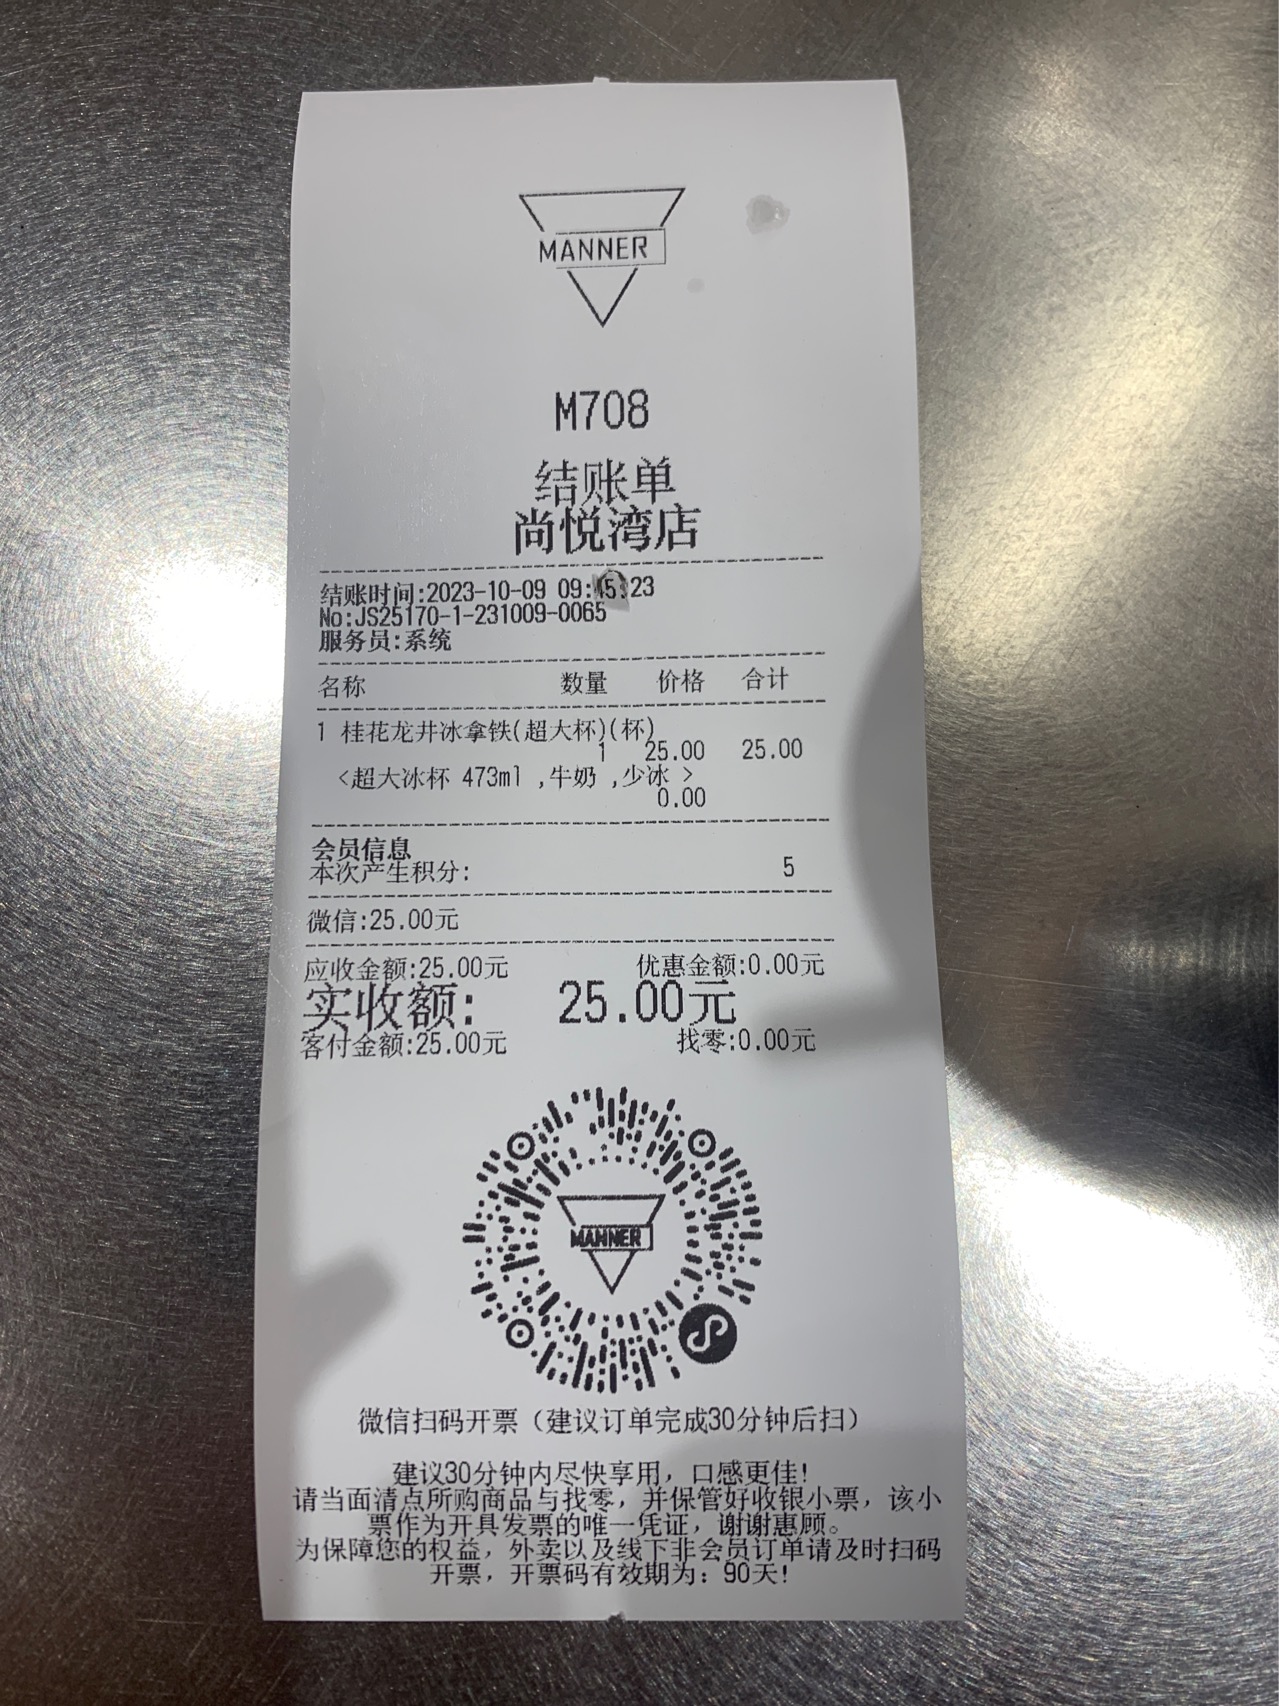 MANNER
M708
结账单
尚悦湾店
结账时间:2023-10-09 09:45:23
No:JS25170-1-231009-0065
服务员:系统
名称 数量 价格 合计
1 桂花龙井冰拿铁(超大杯)(杯)
1 25.00 25.00
<超大冰杯 473ml ,牛奶 ,少冰 >
0.00
会员信息
本次产生积分: 5
微信:25.00元
应收金额:25.00元 优惠金额:0.00元
实收额: 25.00元
客付金额:25.00元 找零:0.00元
MANNER
微信扫码开票（建议订单完成30分钟后扫）
建议30分钟内尽快享用，口感更佳!
请当面清点所购商品与找零，并保管好收银小票，该小
票作为开具发票的唯一凭证，谢谢惠顾。
为保障您的权益，外卖以及线下非会员订单请及时扫码
开票，开票码有效期为：90天!